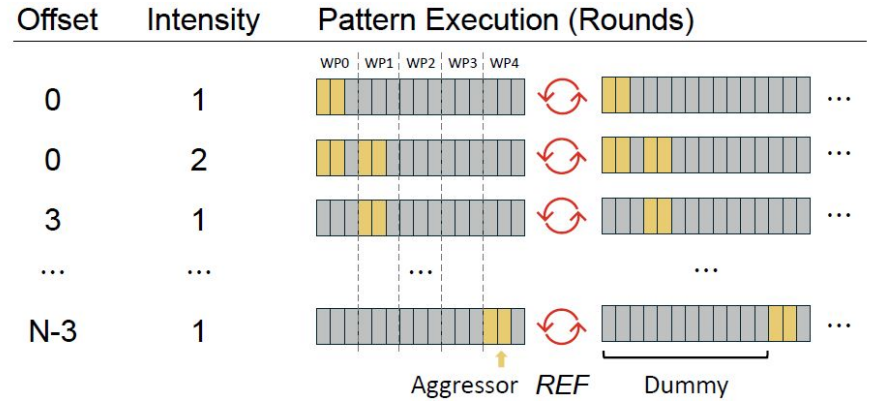 Offset Intensity Pattern Execution (Rounds)
WP0 WP1 WP2 WP3 WP4
0 1 ...
0 2 ...
3 1 ...
... ... ... ...
N-3 1 ...
Aggressor REF Dummy